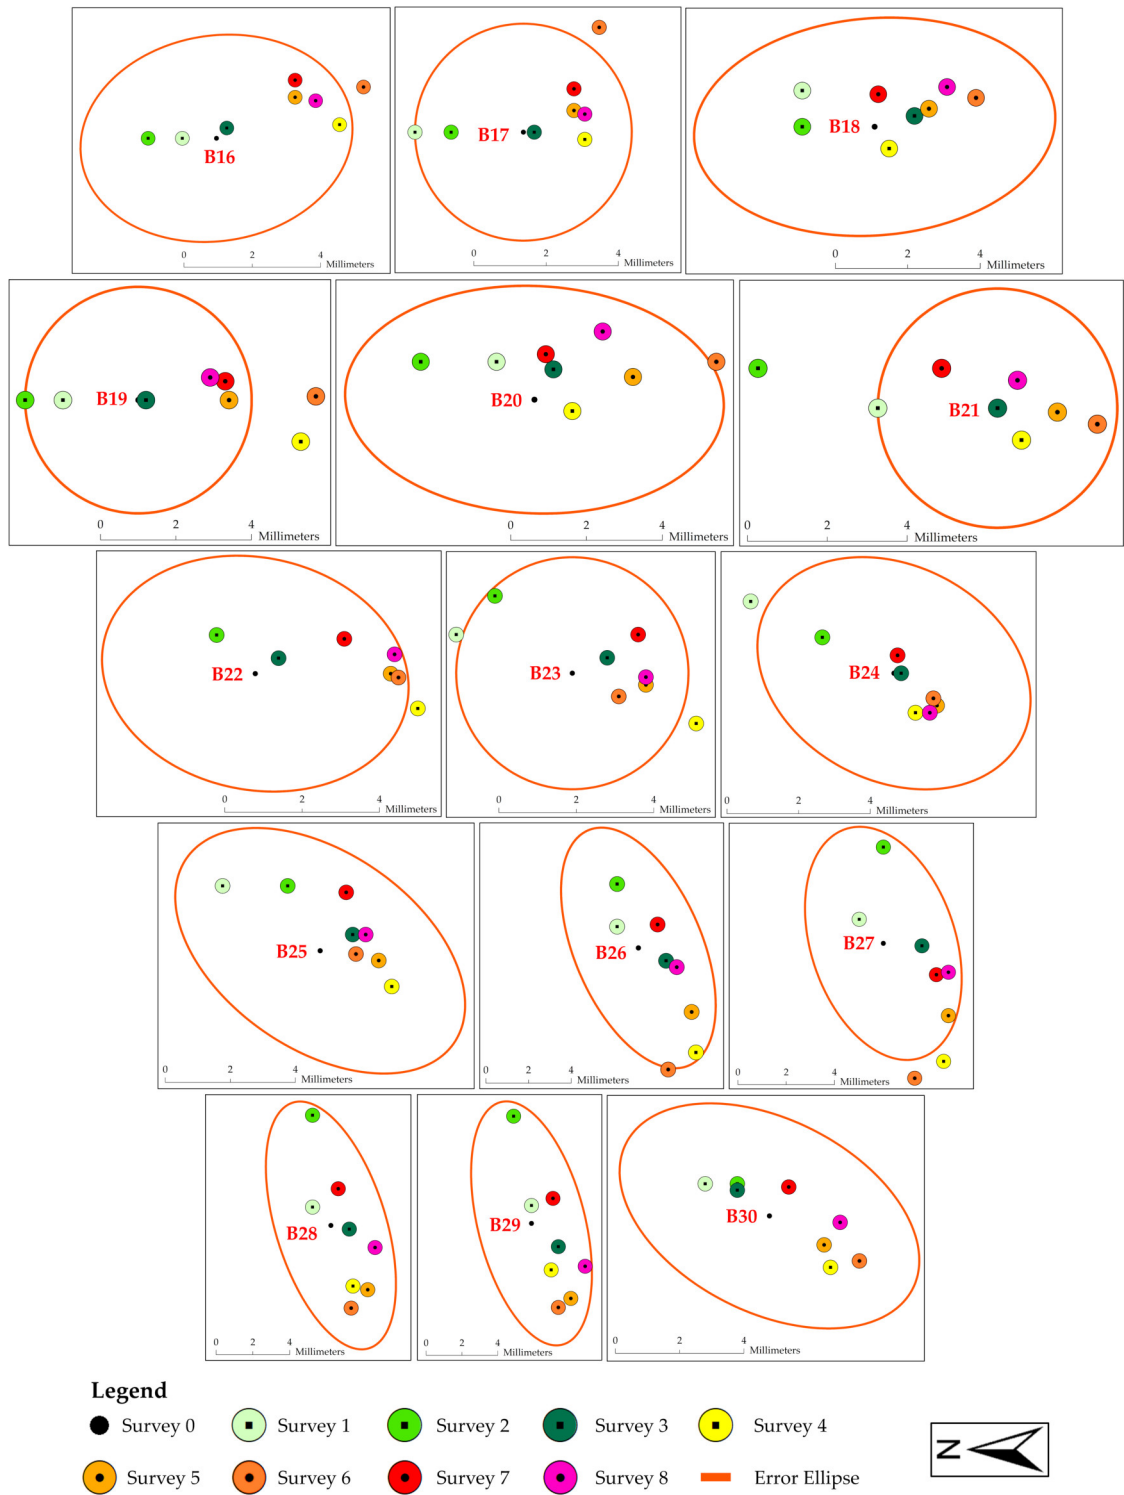 B16
0 2 4 Millimeters
B17
0 2 4 Millimeters
B18
0 2 4 Millimeters
B19
0 2 4 Millimeters
B20
0 2 4 Millimeters
B21
0 2 4 Millimeters
B22
0 2 4 Millimeters
B23
0 2 4 Millimeters
B24
0 2 4 Millimeters
B25
0 2 4 Millimeters
B26
0 2 4 Millimeters
B27
0 2 4 Millimeters
B28
0 2 4 Millimeters
B29
0 2 4 Millimeters
B30
0 2 4 Millimeters
Legend
Survey 0 Survey 1 Survey 2 Survey 3 Survey 4
Survey 5 Survey 6 Survey 7 Survey 8 Error Ellipse
N